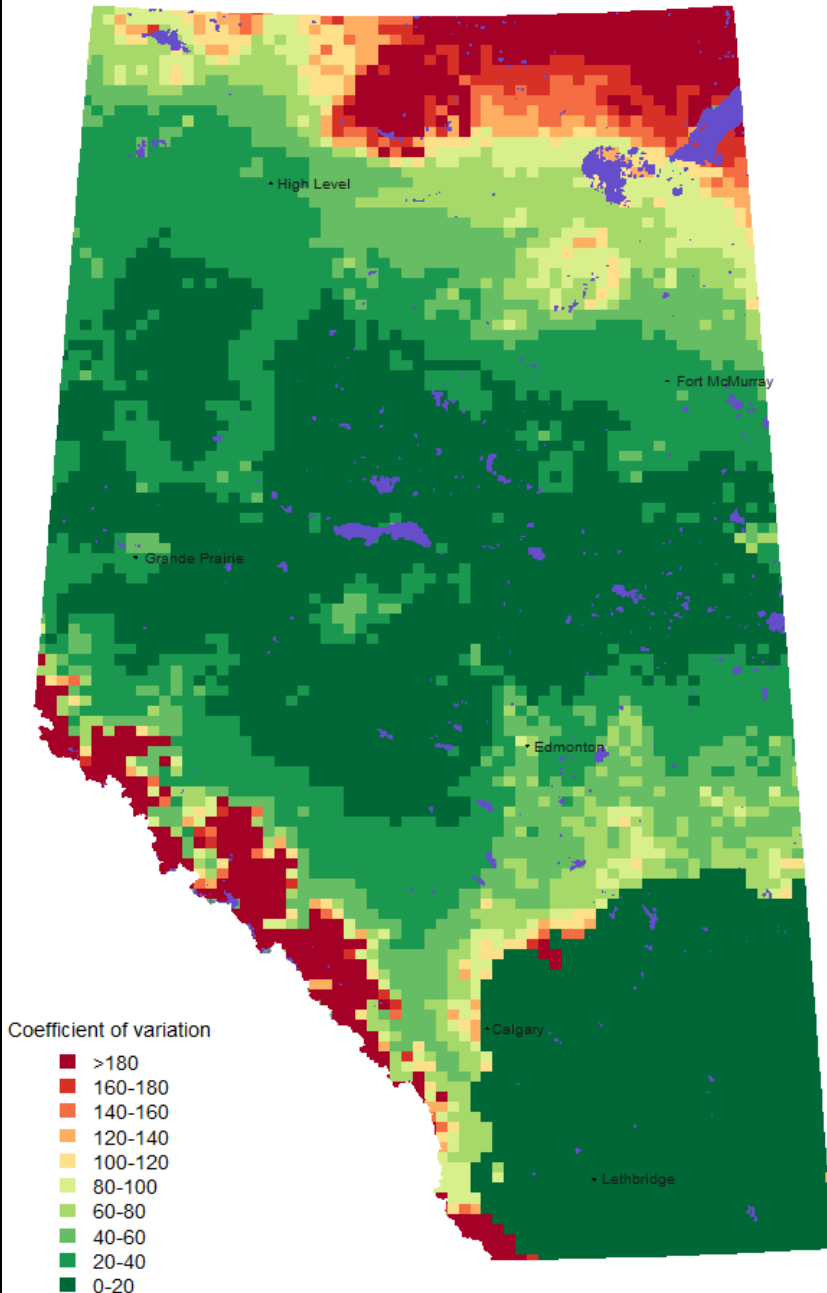 High Level
Fort McMurray
Grande Prairie
Edmonton
Calgary
Lethbridge
Coefficient of variation
>180
160-180
140-160
120-140
100-120
80-100
60-80
40-60
20-40
0-20